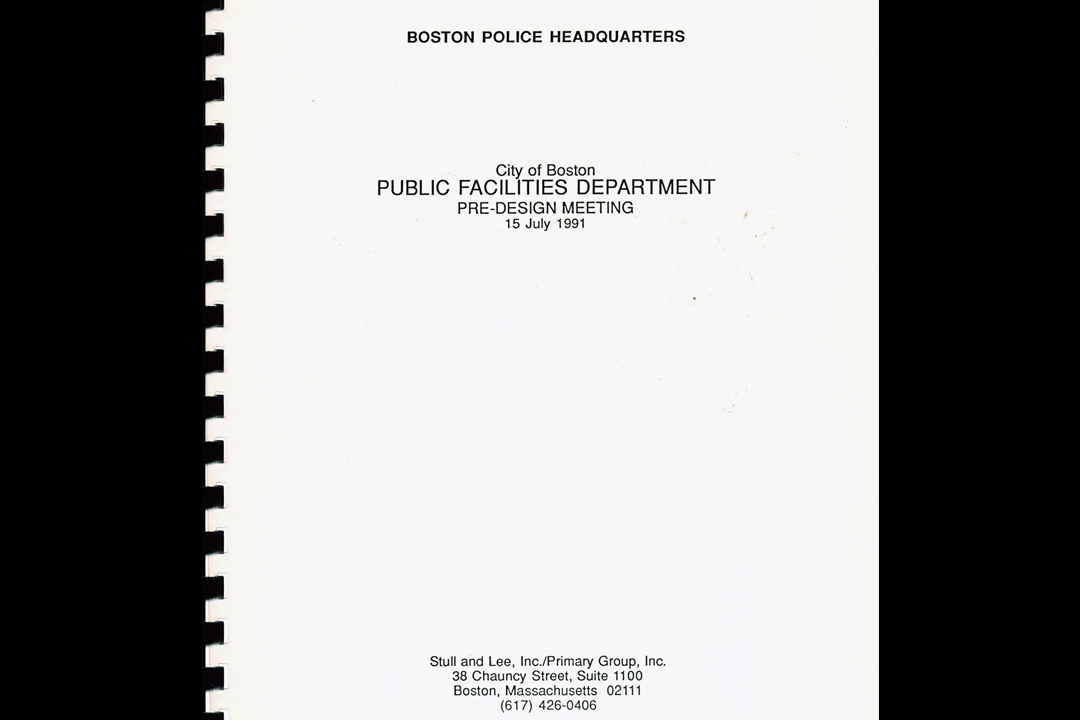 BOSTON POLICE HEADQUARTERS
City of Boston
PUBLIC FACILITIES DEPARTMENT
PRE-DESIGN MEETING
15 July 1991
Stull and Lee, Inc./Primary Group, Inc.
38 Chauncy Street, Suite 1100
Boston, Massachusetts 02111
(617) 426-0406